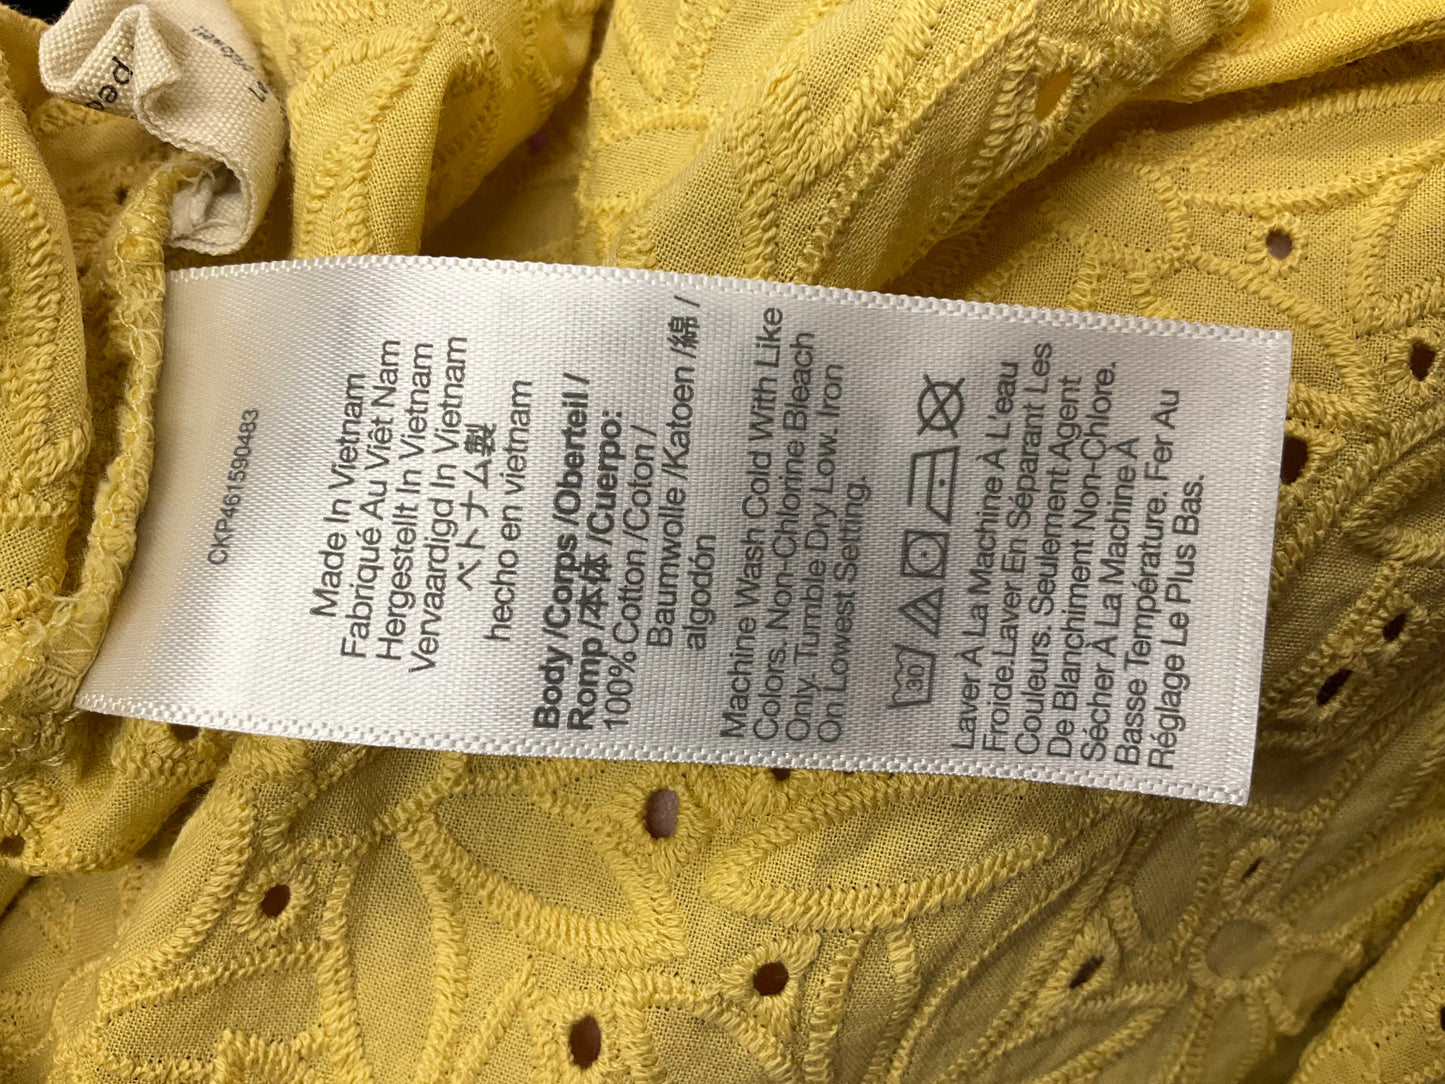 CKP461590483
Made In Vietnam
Fabriqué Au Viêt Nam
Hergestellt In Vietnam
Vervaardigd In Vietnam
ベトナム製
hecho en vietnam
Body /Corps /Oberteil /
Romp /本体 /Cuerpo:
100% Cotton /Coton /
Baumwolle /Katoen /綿 /
algodón
Machine Wash Cold With Like
Colors. Non-Chlorine Bleach
Only. Tumble Dry Low. Iron
On Lowest Setting.
30
Laver À La Machine À L'eau
Froide.Laver En Séparant Les
Couleurs. Seulement Agent
De Blanchiment Non-Chlore.
Sécher À La Machine À
Basse Température. Fer Au
Réglage Le Plus Bas.